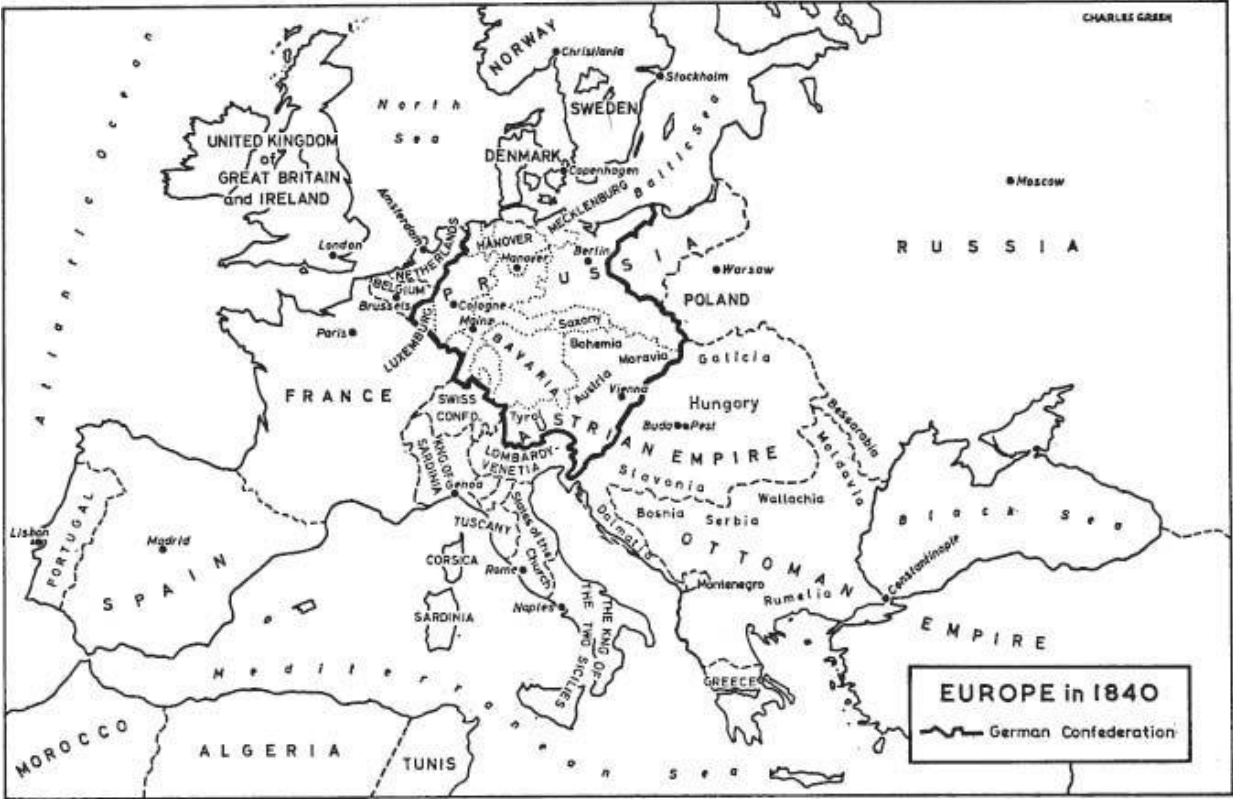 CHARLES GREEN
Atlantic Ocean
NORWAY
Christiania
Stockholm
North
Sea
SWEDEN
UNITED KINGDOM
of
GREAT BRITAIN
and IRELAND
DENMARK
Copenhagen
Baltic Sea
MECKLENBURG
Moscow
RUSSIA
Amsterdam
London
NETHERLANDS
HANOVER
Hanover
Berlin
PRUSSIA
Warsaw
POLAND
BELGIUM
Brussels
Cologne
Mainz
LUXEMBURG
Paris
Saxony
Bohemia
Moravia
Galicia
BAVARIA
Austria
Vienna
FRANCE
SWISS
CONFD.
Tyrol
Hungary
Buda
Pest
AUSTRIAN EMPIRE
Bessarabia
Moldavia
KNG OF
SARDINIA
LOMBARDY-
VENETIA
Slavonia
Wallachia
Genoa
Bosnia
Serbia
Dalmatia
Black Sea
Lisbon
PORTUGAL
Madrid
SPAIN
TUSCANY
States of the
Church
CORSICA
Rome
OTTOMAN
EMPIRE
Montenegro
Rumelia
Constantinople
Naples
SARDINIA
THE KNG OF
THE TWO SICILIES
Mediterranean Sea
GREECE
MOROCCO
ALGERIA
TUNIS
EUROPE in 1840
German Confederation